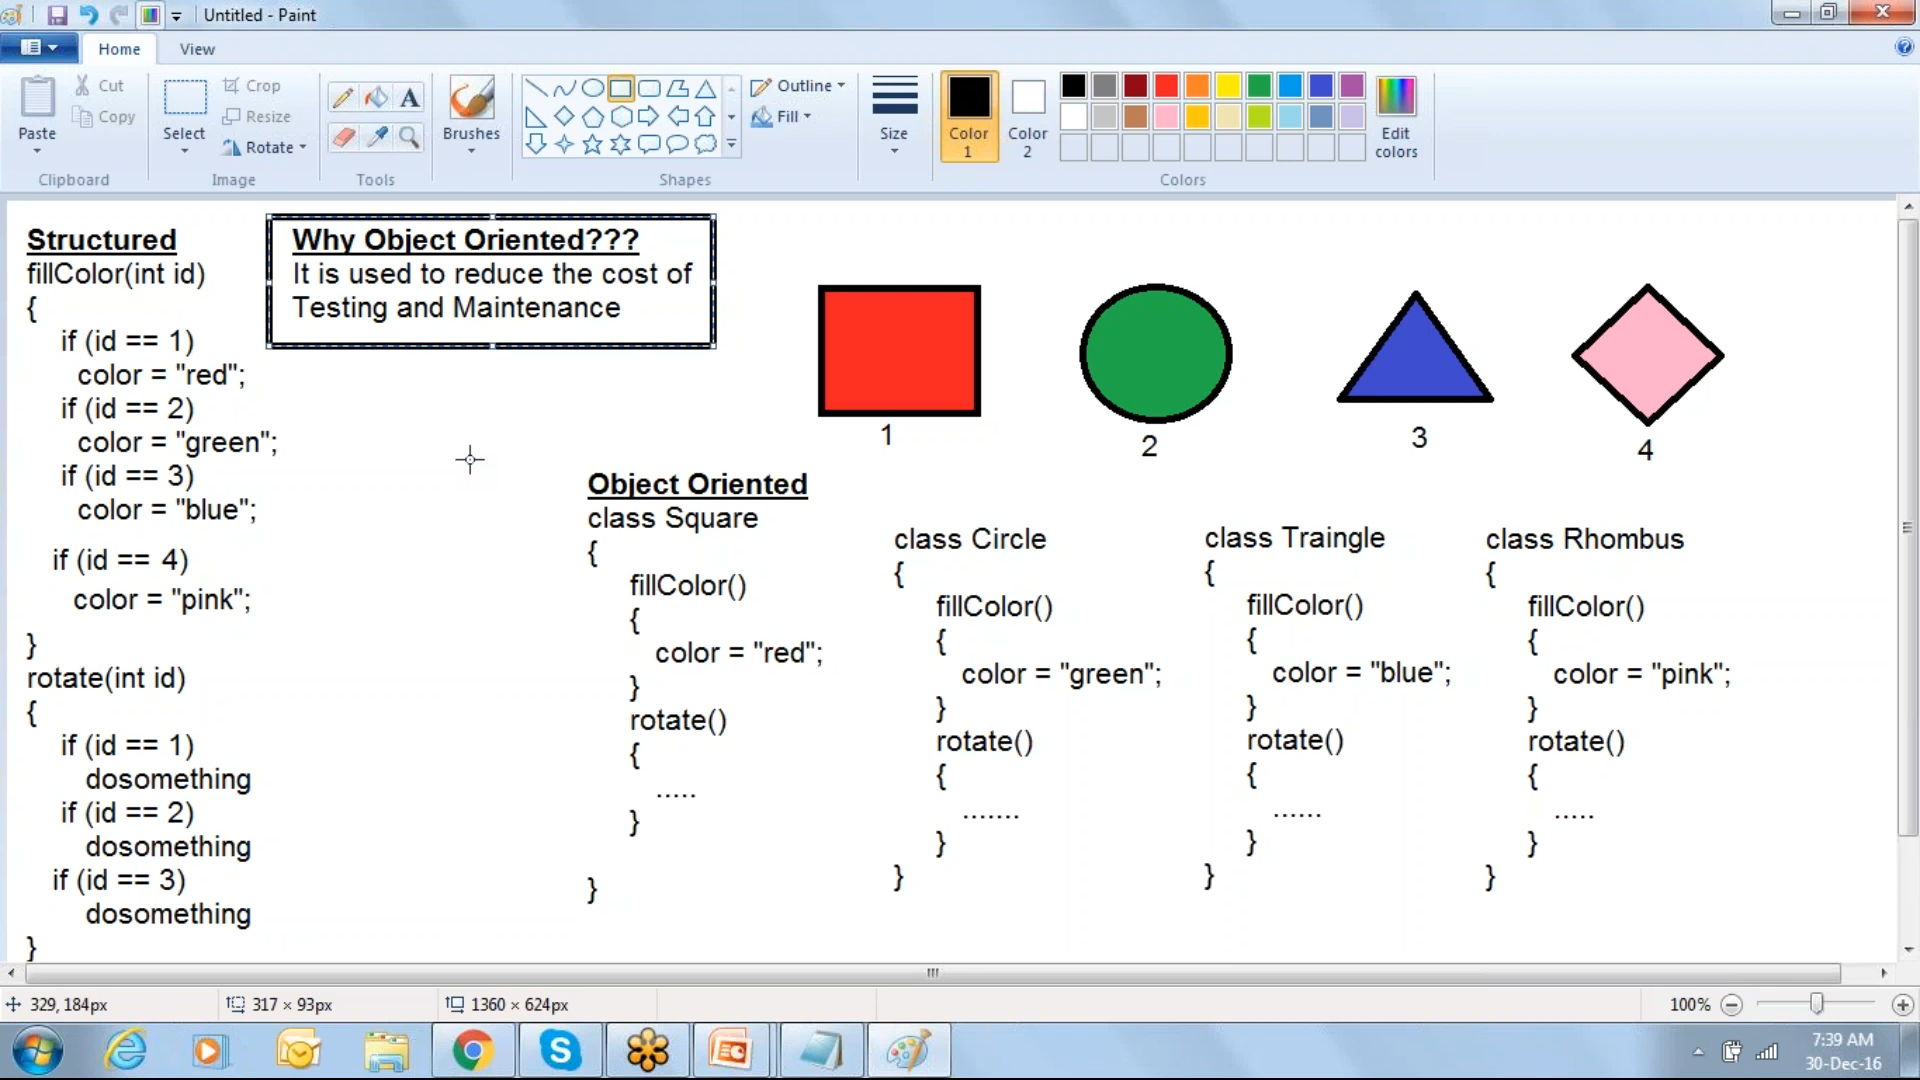 Untitled - Paint
Home
View
Paste
Cut
Copy
Clipboard
Select
Crop
Resize
Rotate
Image
Tools
Brushes
Shapes
Outline
Fill
Size
Color
1
Color
2
Edit
colors
Colors
Structured
fillColor(int id)
{
if (id == 1)
color = "red";
if (id == 2)
color = "green";
if (id == 3)
color = "blue";
if (id == 4)
color = "pink";
}
rotate(int id)
{
if (id == 1)
dosomething
if (id == 2)
dosomething
if (id == 3)
dosomething
}
Why Object Oriented???
It is used to reduce the cost of
Testing and Maintenance
1
2
3
4
Object Oriented
class Square
{
fillColor()
{
color = "red";
}
rotate()
{
.....
}
}
class Circle
{
fillColor()
{
color = "green";
}
rotate()
{
.......
}
}
class Traingle
{
fillColor()
{
color = "blue";
}
rotate()
{
......
}
}
class Rhombus
{
fillColor()
{
color = "pink";
}
rotate()
{
.....
}
}
329, 184px
317 × 93px
1360 × 624px
100%
7:39 AM
30-Dec-16